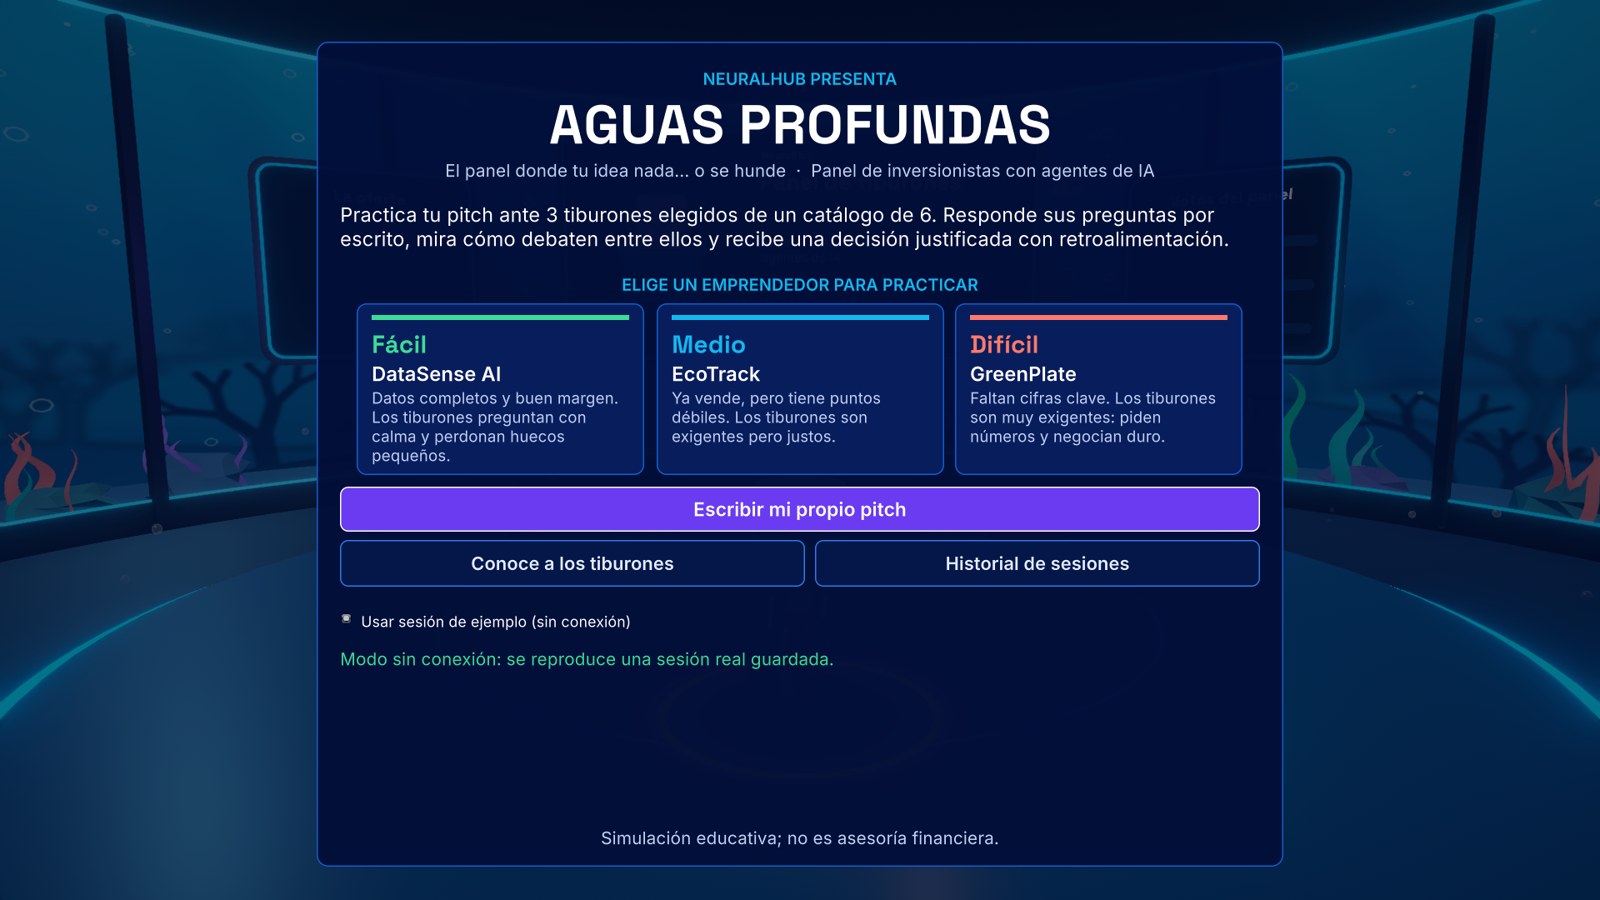 NEURALHUB PRESENTA
AGUAS PROFUNDAS
El panel donde tu idea nada... o se hunde · Panel de inversionistas con agentes de IA
Practica tu pitch ante 3 tiburones elegidos de un catálogo de 6. Responde sus preguntas por
escrito, mira cómo debaten entre ellos y recibe una decisión justificada con retroalimentación.
ELIGE UN EMPRENDEDOR PARA PRACTICAR
Fácil
DataSense AI
Datos completos y buen margen.
Los tiburones preguntan con
calma y perdonan huecos
pequeños.
Medio
EcoTrack
Ya vende, pero tiene puntos
débiles. Los tiburones son
exigentes pero justos.
Difícil
GreenPlate
Faltan cifras clave. Los tiburones
son muy exigentes: piden
números y negocian duro.
Escribir mi propio pitch
Conoce a los tiburones
Historial de sesiones
Usar sesión de ejemplo (sin conexión)
Modo sin conexión: se reproduce una sesión real guardada.
Simulación educativa; no es asesoría financiera.